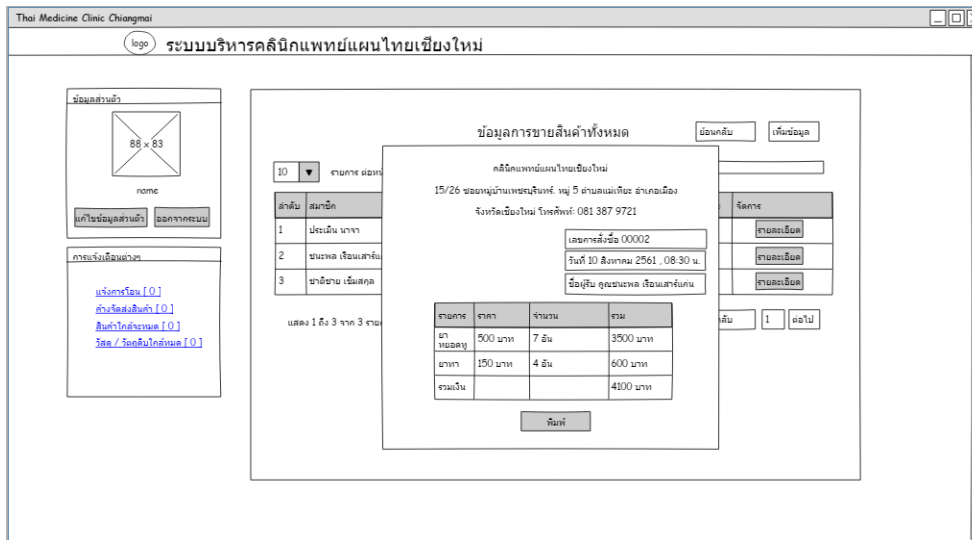 Thai Medicine Clinic Chiangmai
logo ระบบบริหารคลินิกแพทย์แผนไทยเชียงใหม่
ข้อมูลส่วนตัว
88 x 83
name
แก้ไขข้อมูลส่วนตัว ออกจากระบบ
การแจ้งเตือนต่างๆ
แจ้งการโอน [ 0 ]
ค้างจัดส่งสินค้า [ 0 ]
สินค้าใกล้จะหมด [ 0 ]
วัสดุ / วัตถุดิบใกล้หมด [ 0 ]
ข้อมูลการขายสินค้าทั้งหมด ย้อนกลับ เพิ่มข้อมูล
10 รายการ ต่อหน้
ลำดับ สมาชิก จัดการ
1 ประเมิน นาจา รายละเอียด
2 ชนะพล เรือนเสาร์แ รายละเอียด
3 ชาติชาย เข็มสกุล รายละเอียด
แสดง 1 ถึง 3 จาก 3 ราย กลับ 1 ต่อไป
คลินิคแพทย์แผนไทยเชียงใหม่
15/26 ซอยหมู่บ้านเพชรบุรินทร์. หมู่ 5 ตำบลแม่เหียะ อำเภอเมือง
จังหวัดเชียงใหม่ โทรศัพท์: 081 387 9721
เลขการสั่งซื้อ 00002
วันที่ 10 สิงหาคม 2561 , 08:30 น.
ชื่อผู้รับ คุณชนะพล เรือนเสาร์แก่น
รายการ ราคา จำนวน รวม
ยาหยอดหู 500 บาท 7 อัน 3500 บาท
ยาทา 150 บาท 4 อัน 600 บาท
รวมเงิน 4100 บาท
พิมพ์